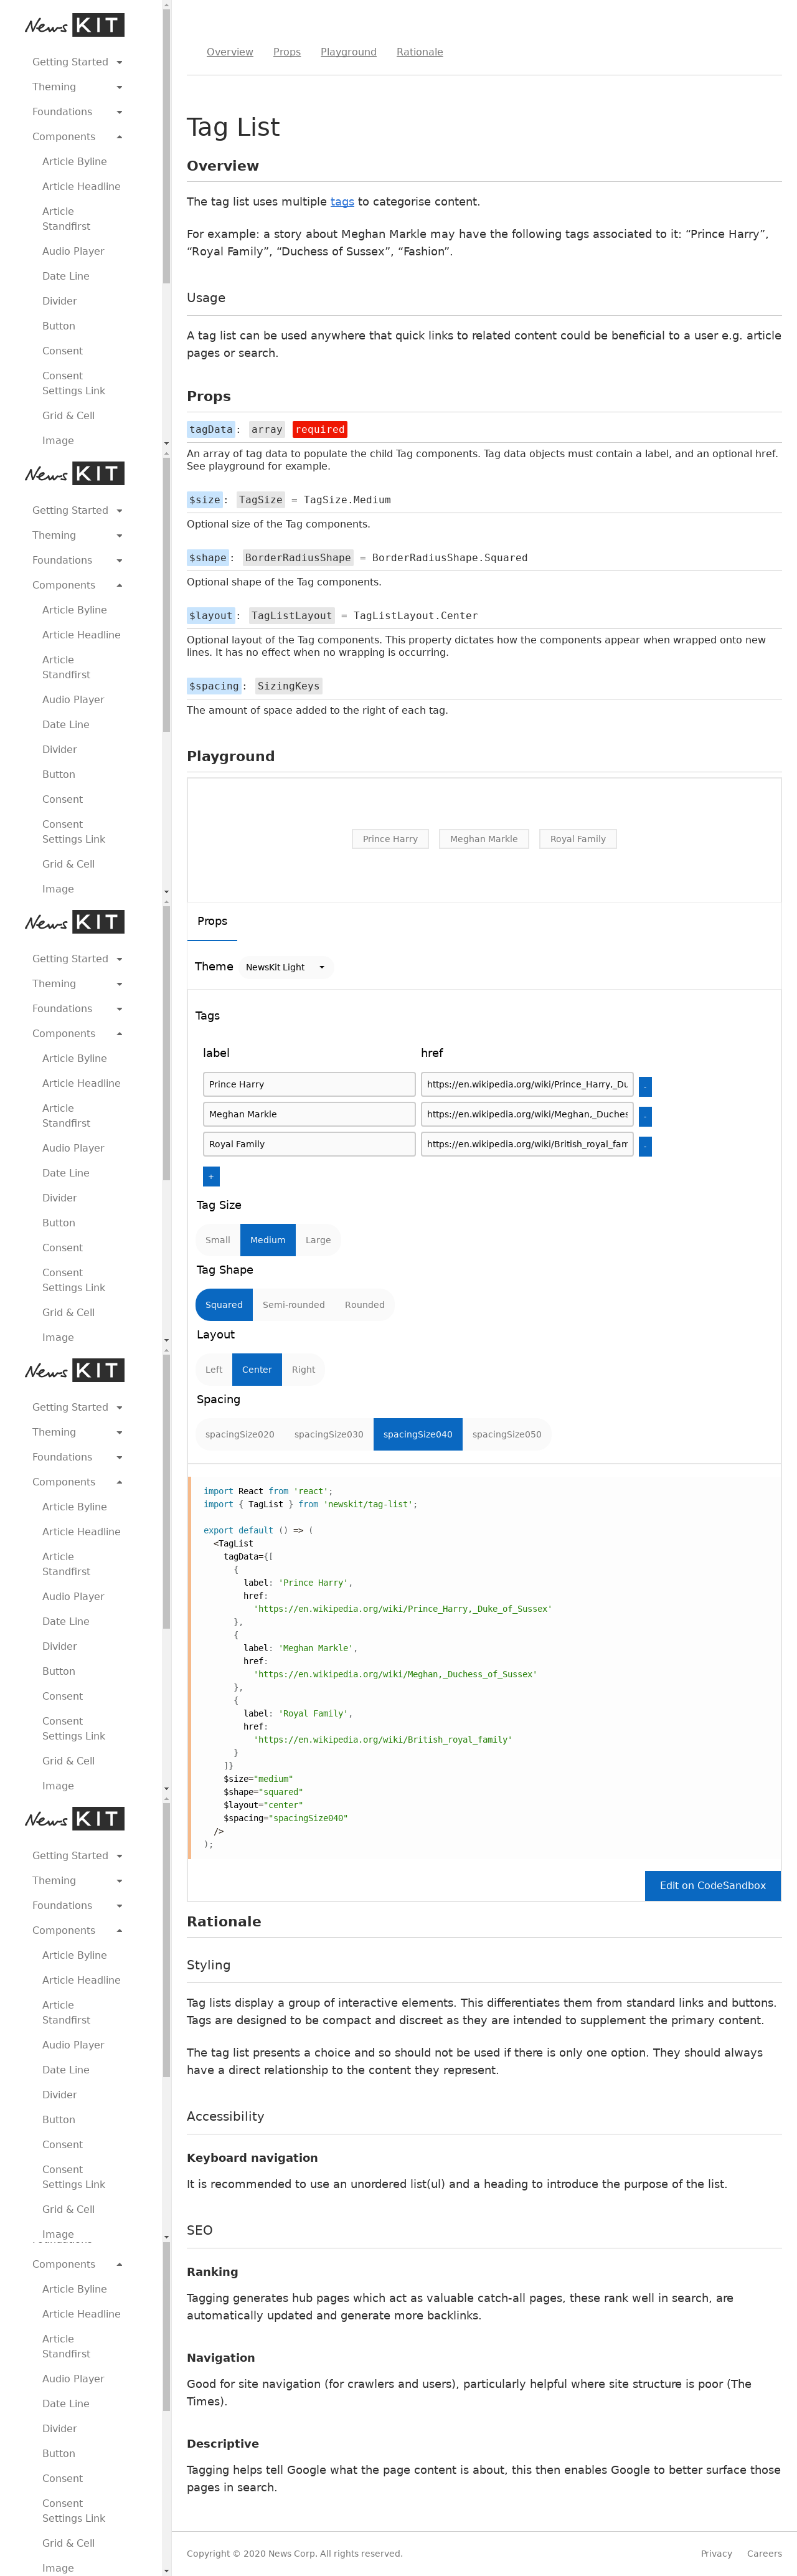 News KIT
Getting Started
Theming
Foundations
Components
Article Byline
Article Headline
Article
Standfirst
Audio Player
Date Line
Divider
Button
Consent
Consent
Settings Link
Grid & Cell
Image
News KIT
Getting Started
Theming
Foundations
Components
Article Byline
Article Headline
Article
Standfirst
Audio Player
Date Line
Divider
Button
Consent
Consent
Settings Link
Grid & Cell
Image
News KIT
Getting Started
Theming
Foundations
Components
Article Byline
Article Headline
Article
Standfirst
Audio Player
Date Line
Divider
Button
Consent
Consent
Settings Link
Grid & Cell
Image
News KIT
Getting Started
Theming
Foundations
Components
Article Byline
Article Headline
Article
Standfirst
Audio Player
Date Line
Divider
Button
Consent
Consent
Settings Link
Grid & Cell
Image
News KIT
Getting Started
Theming
Foundations
Components
Article Byline
Article Headline
Article
Standfirst
Audio Player
Date Line
Divider
Button
Consent
Consent
Settings Link
Grid & Cell
Image
Components
Article Byline
Article Headline
Article
Standfirst
Audio Player
Date Line
Divider
Button
Consent
Consent
Settings Link
Grid & Cell
Image
Overview Props Playground Rationale
Tag List
Overview
The tag list uses multiple tags to categorise content.
For example: a story about Meghan Markle may have the following tags associated to it: “Prince Harry”,
“Royal Family”, “Duchess of Sussex”, “Fashion”.
Usage
A tag list can be used anywhere that quick links to related content could be beneficial to a user e.g. article
pages or search.
Props
tagData: array required
An array of tag data to populate the child Tag components. Tag data objects must contain a label, and an optional href.
See playground for example.
$size: TagSize = TagSize.Medium
Optional size of the Tag components.
$shape: BorderRadiusShape = BorderRadiusShape.Squared
Optional shape of the Tag components.
$layout: TagListLayout = TagListLayout.Center
Optional layout of the Tag components. This property dictates how the components appear when wrapped onto new
lines. It has no effect when no wrapping is occurring.
$spacing: SizingKeys
The amount of space added to the right of each tag.
Playground
Prince Harry Meghan Markle Royal Family
Props
Theme NewsKit Light
Tags
label href
Prince Harry https://en.wikipedia.org/wiki/Prince_Harry,_Du -
Meghan Markle https://en.wikipedia.org/wiki/Meghan,_Duches -
Royal Family https://en.wikipedia.org/wiki/British_royal_fam -
+
Tag Size
Small Medium Large
Tag Shape
Squared Semi-rounded Rounded
Layout
Left Center Right
Spacing
spacingSize020 spacingSize030 spacingSize040 spacingSize050
import React from 'react';
import { TagList } from 'newskit/tag-list';
export default () => (
<TagList
tagData={[
{
label: 'Prince Harry',
href:
'https://en.wikipedia.org/wiki/Prince_Harry,_Duke_of_Sussex'
},
{
label: 'Meghan Markle',
href:
'https://en.wikipedia.org/wiki/Meghan,_Duchess_of_Sussex'
},
{
label: 'Royal Family',
href:
'https://en.wikipedia.org/wiki/British_royal_family'
}
]}
$size="medium"
$shape="squared"
$layout="center"
$spacing="spacingSize040"
/>
);
Edit on CodeSandbox
Rationale
Styling
Tag lists display a group of interactive elements. This differentiates them from standard links and buttons.
Tags are designed to be compact and discreet as they are intended to supplement the primary content.
The tag list presents a choice and so should not be used if there is only one option. They should always
have a direct relationship to the content they represent.
Accessibility
Keyboard navigation
It is recommended to use an unordered list(ul) and a heading to introduce the purpose of the list.
SEO
Ranking
Tagging generates hub pages which act as valuable catch-all pages, these rank well in search, are
automatically updated and generate more backlinks.
Navigation
Good for site navigation (for crawlers and users), particularly helpful where site structure is poor (The
Times).
Descriptive
Tagging helps tell Google what the page content is about, this then enables Google to better surface those
pages in search.
Copyright © 2020 News Corp. All rights reserved. Privacy Careers